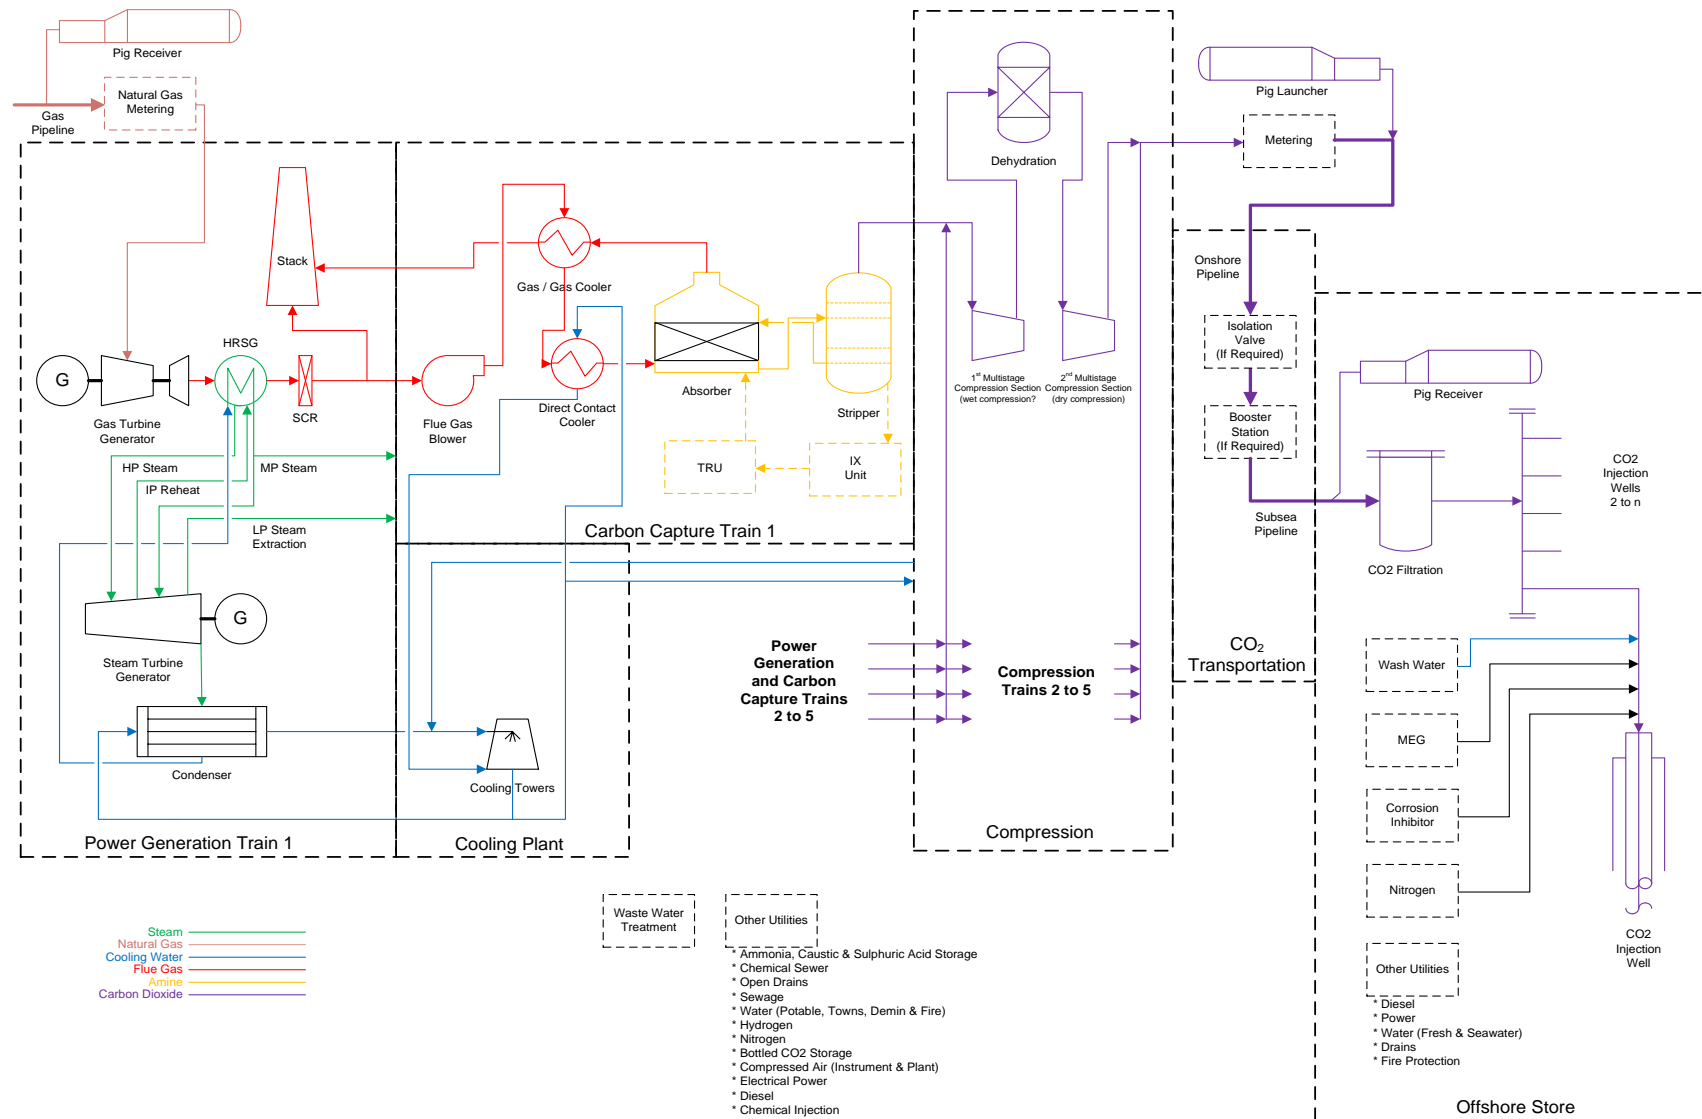 Pig Receiver
Natural Gas
Metering
Gas
Pipeline
Stack
HRSG
G
Gas Turbine
Generator
SCR
HP Steam
MP Steam
IP Reheat
LP Steam
Extraction
G
Steam Turbine
Generator
Condenser
Power Generation Train 1
Gas / Gas Cooler
Flue Gas
Blower
Direct Contact
Cooler
Absorber
Stripper
TRU
IX
Unit
Carbon Capture Train 1
Cooling Towers
Cooling Plant
Dehydration
1st Multistage
Compression Section
(wet compression?
2nd Multistage
Compression Section
(dry compression)
Power
Generation
and Carbon
Capture Trains
2 to 5
Compression
Trains 2 to 5
Compression
Pig Launcher
Metering
Onshore
Pipeline
Isolation
Valve
(If Required)
Booster
Station
(If Required)
Subsea
Pipeline
CO2
Transportation
Pig Receiver
CO2 Filtration
CO2
Injection
Wells
2 to n
Wash Water
MEG
Corrosion
Inhibitor
Nitrogen
CO2
Injection
Well
Other Utilities
* Diesel
* Power
* Water (Fresh & Seawater)
* Drains
* Fire Protection
Offshore Store
Waste Water
Treatment
Other Utilities
* Ammonia, Caustic & Sulphuric Acid Storage
* Chemical Sewer
* Open Drains
* Sewage
* Water (Potable, Towns, Demin & Fire)
* Hydrogen
* Nitrogen
* Bottled CO2 Storage
* Compressed Air (Instrument & Plant)
* Electrical Power
* Diesel
* Chemical Injection
Steam
Natural Gas
Cooling Water
Flue Gas
Amine
Carbon Dioxide